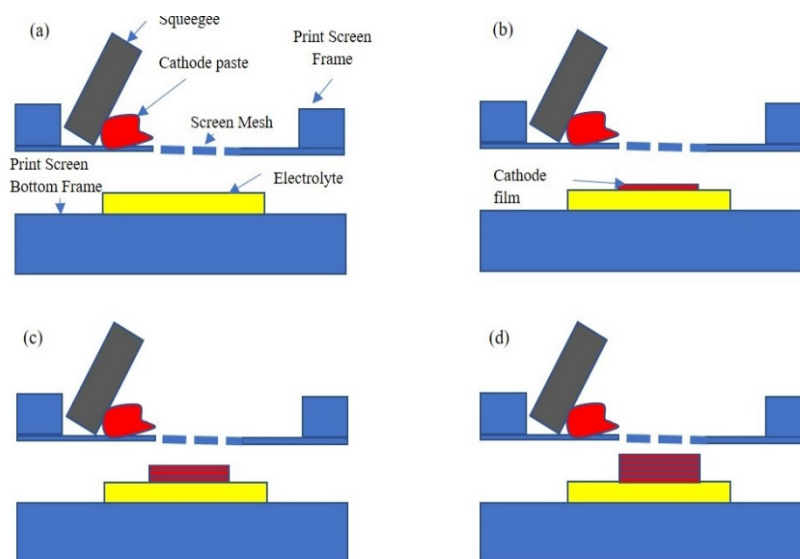 (a)
Squeegee
Print Screen
Frame
Cathode paste
Screen Mesh
Print Screen
Bottom Frame
Electrolyte
(b)
Cathode
film
(c)
(d)